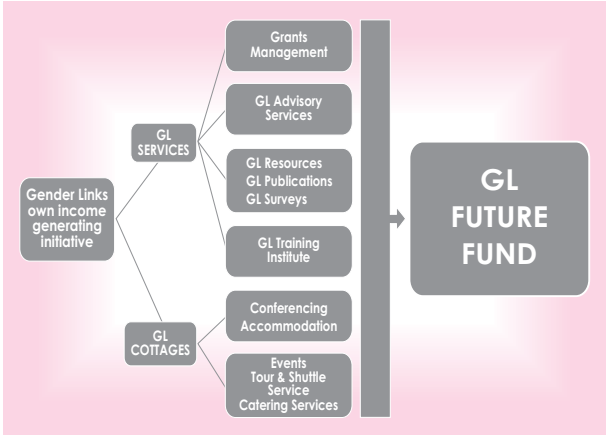 Gender Links
own income
generating
initiative
GL
SERVICES
GL
COTTAGES
Grants
Management
GL Advisory
Services
GL Resources
GL Publications
GL Surveys
GL Training
Institute
Conferencing
Accommodation
Events
Tour & Shuttle
Service
Catering Services
GL
FUTURE
FUND